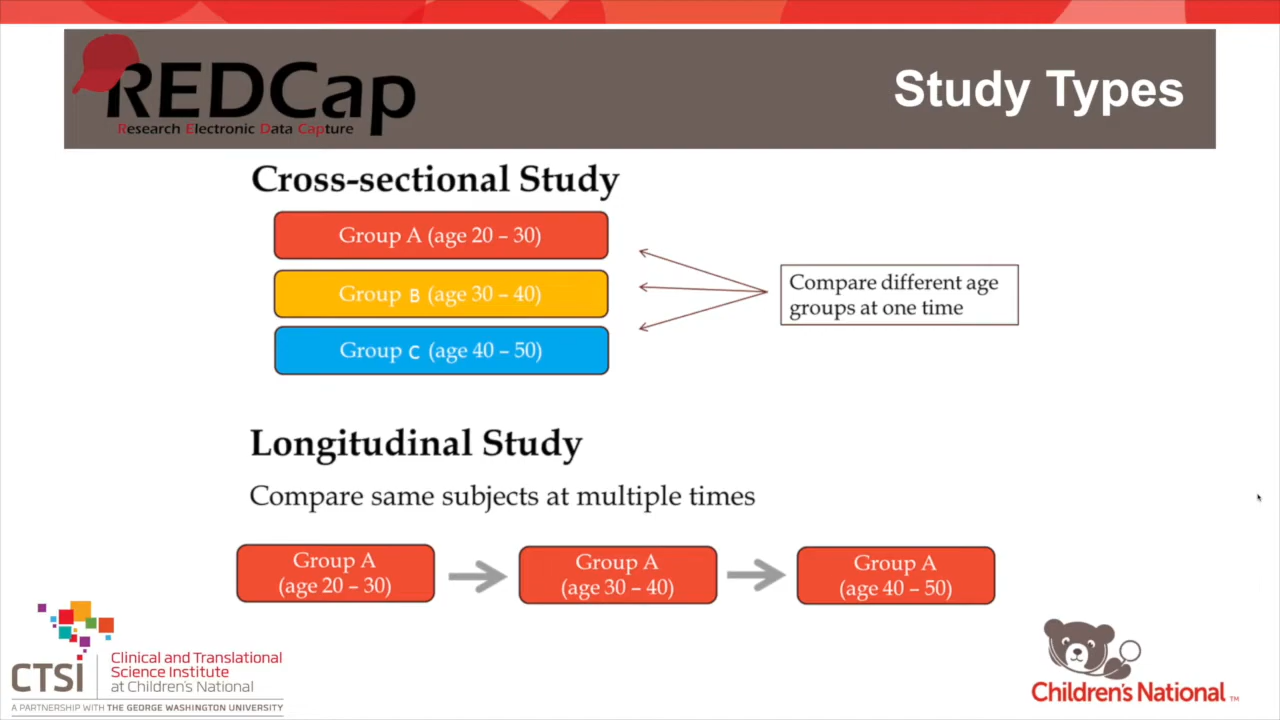 REDCap
Research Electronic Data Capture
Study Types
Cross-sectional Study
Group A (age 20 – 30)
Group B (age 30 – 40)
Group C (age 40 – 50)
Compare different age
groups at one time
Longitudinal Study
Compare same subjects at multiple times
Group A
(age 20 – 30)
Group A
(age 30 – 40)
Group A
(age 40 – 50)
CTSi
Clinical and Translational
Science Institute
at Children's National
A PARTNERSHIP WITH THE GEORGE WASHINGTON UNIVERSITY
Children's National ™